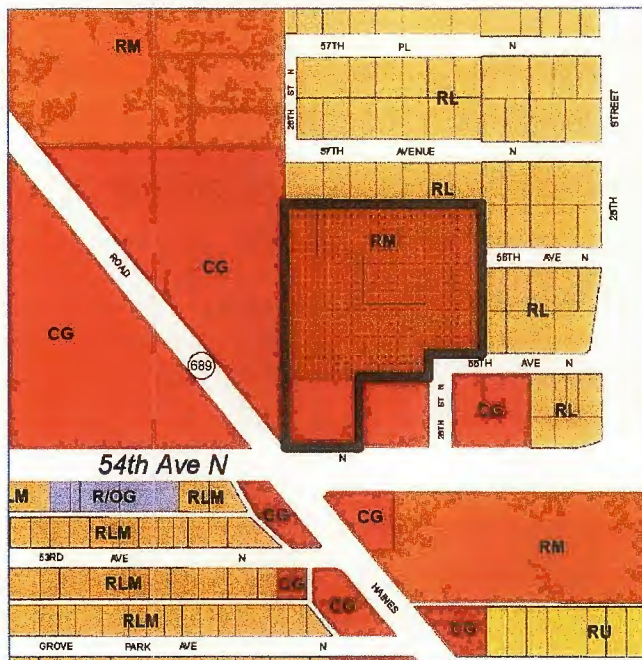 RM
57TH PL N
28TH ST N
RL
STREET
57TH AVENUE N
RL
28TH
RM
ROAD
CG
56TH AVE N
CG
RL
689
55TH AVE N
28TH ST N
CG
RL
N
54th Ave N
LM
R/OG
RLM
CG
CG
RLM
RM
53RD AVE N
RLM
CG
CG
HAINES
RLM
CG
RU
GROVE PARK AVE N